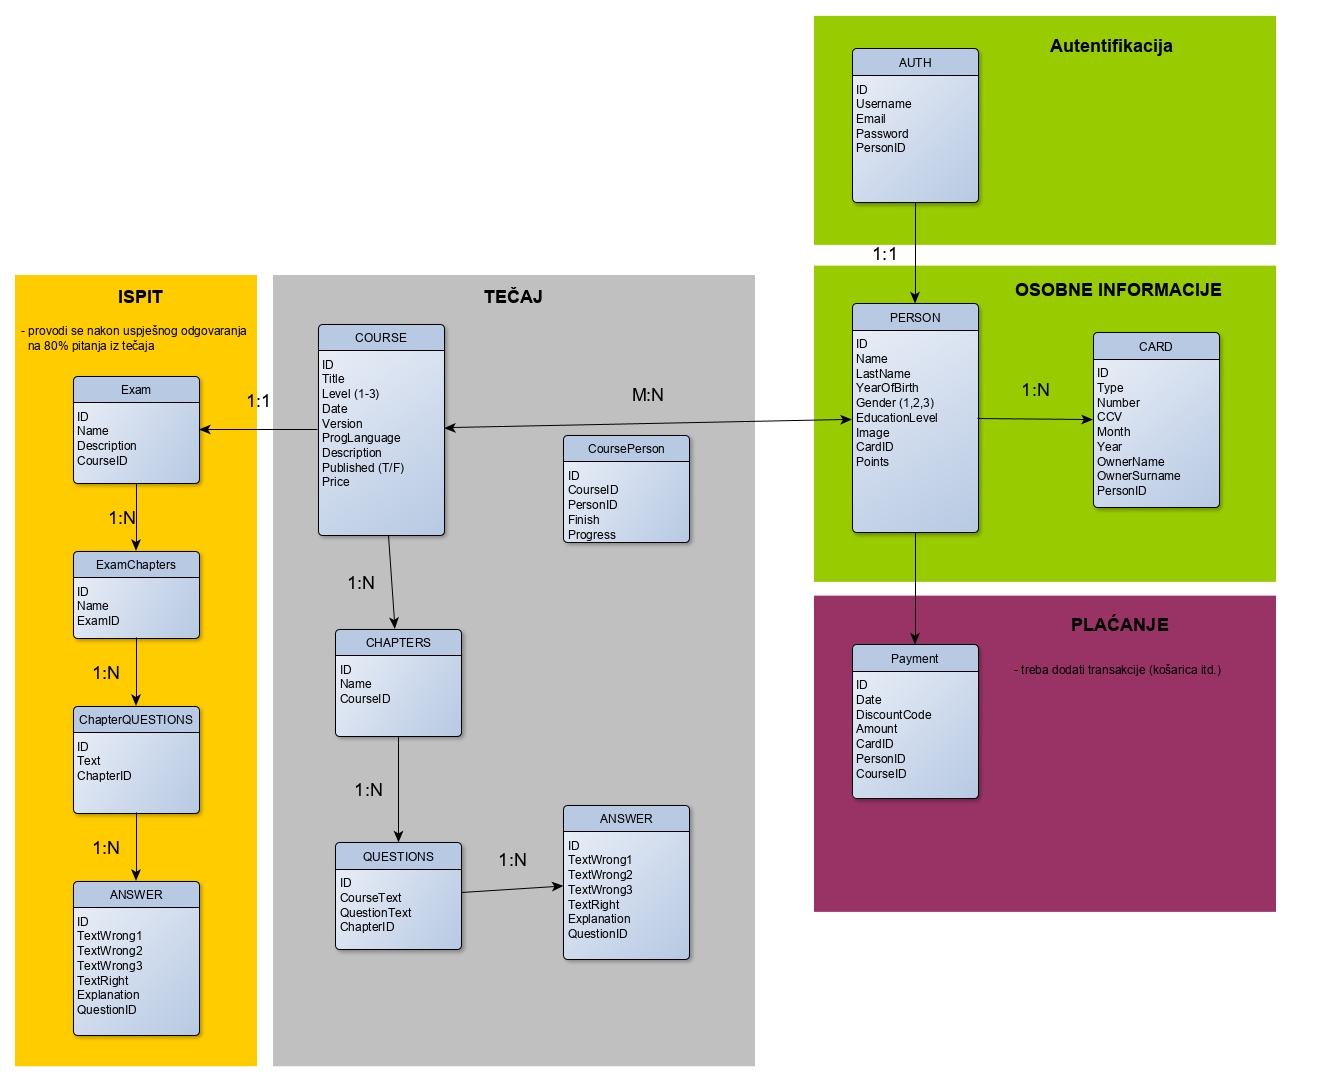 Autentifikacija
AUTH
ID
Username
Email
Password
PersonID
1:1
OSOBNE INFORMACIJE
PERSON
ID
Name
LastName
YearOfBirth
Gender (1,2,3)
EducationLevel
Image
CardID
Points
1:N
CARD
ID
Type
Number
CCV
Month
Year
OwnerName
OwnerSurname
PersonID
ISPIT
- provodi se nakon uspješnog odgovaranja
na 80% pitanja iz tečaja
Exam
ID
Name
Description
CourseID
1:N
ExamChapters
ID
Name
ExamID
1:N
ChapterQUESTIONS
ID
Text
ChapterID
1:N
ANSWER
ID
TextWrong1
TextWrong2
TextWrong3
TextRight
Explanation
QuestionID
1:1
TEČAJ
COURSE
ID
Title
Level (1-3)
Date
Version
ProgLanguage
Description
Published (T/F)
Price
M:N
CoursePerson
ID
CourseID
PersonID
Finish
Progress
1:N
CHAPTERS
ID
Name
CourseID
1:N
QUESTIONS
ID
CourseText
QuestionText
ChapterID
1:N
ANSWER
ID
TextWrong1
TextWrong2
TextWrong3
TextRight
Explanation
QuestionID
PLAĆANJE
- treba dodati transakcije (košarica itd.)
Payment
ID
Date
DiscountCode
Amount
CardID
PersonID
CourseID